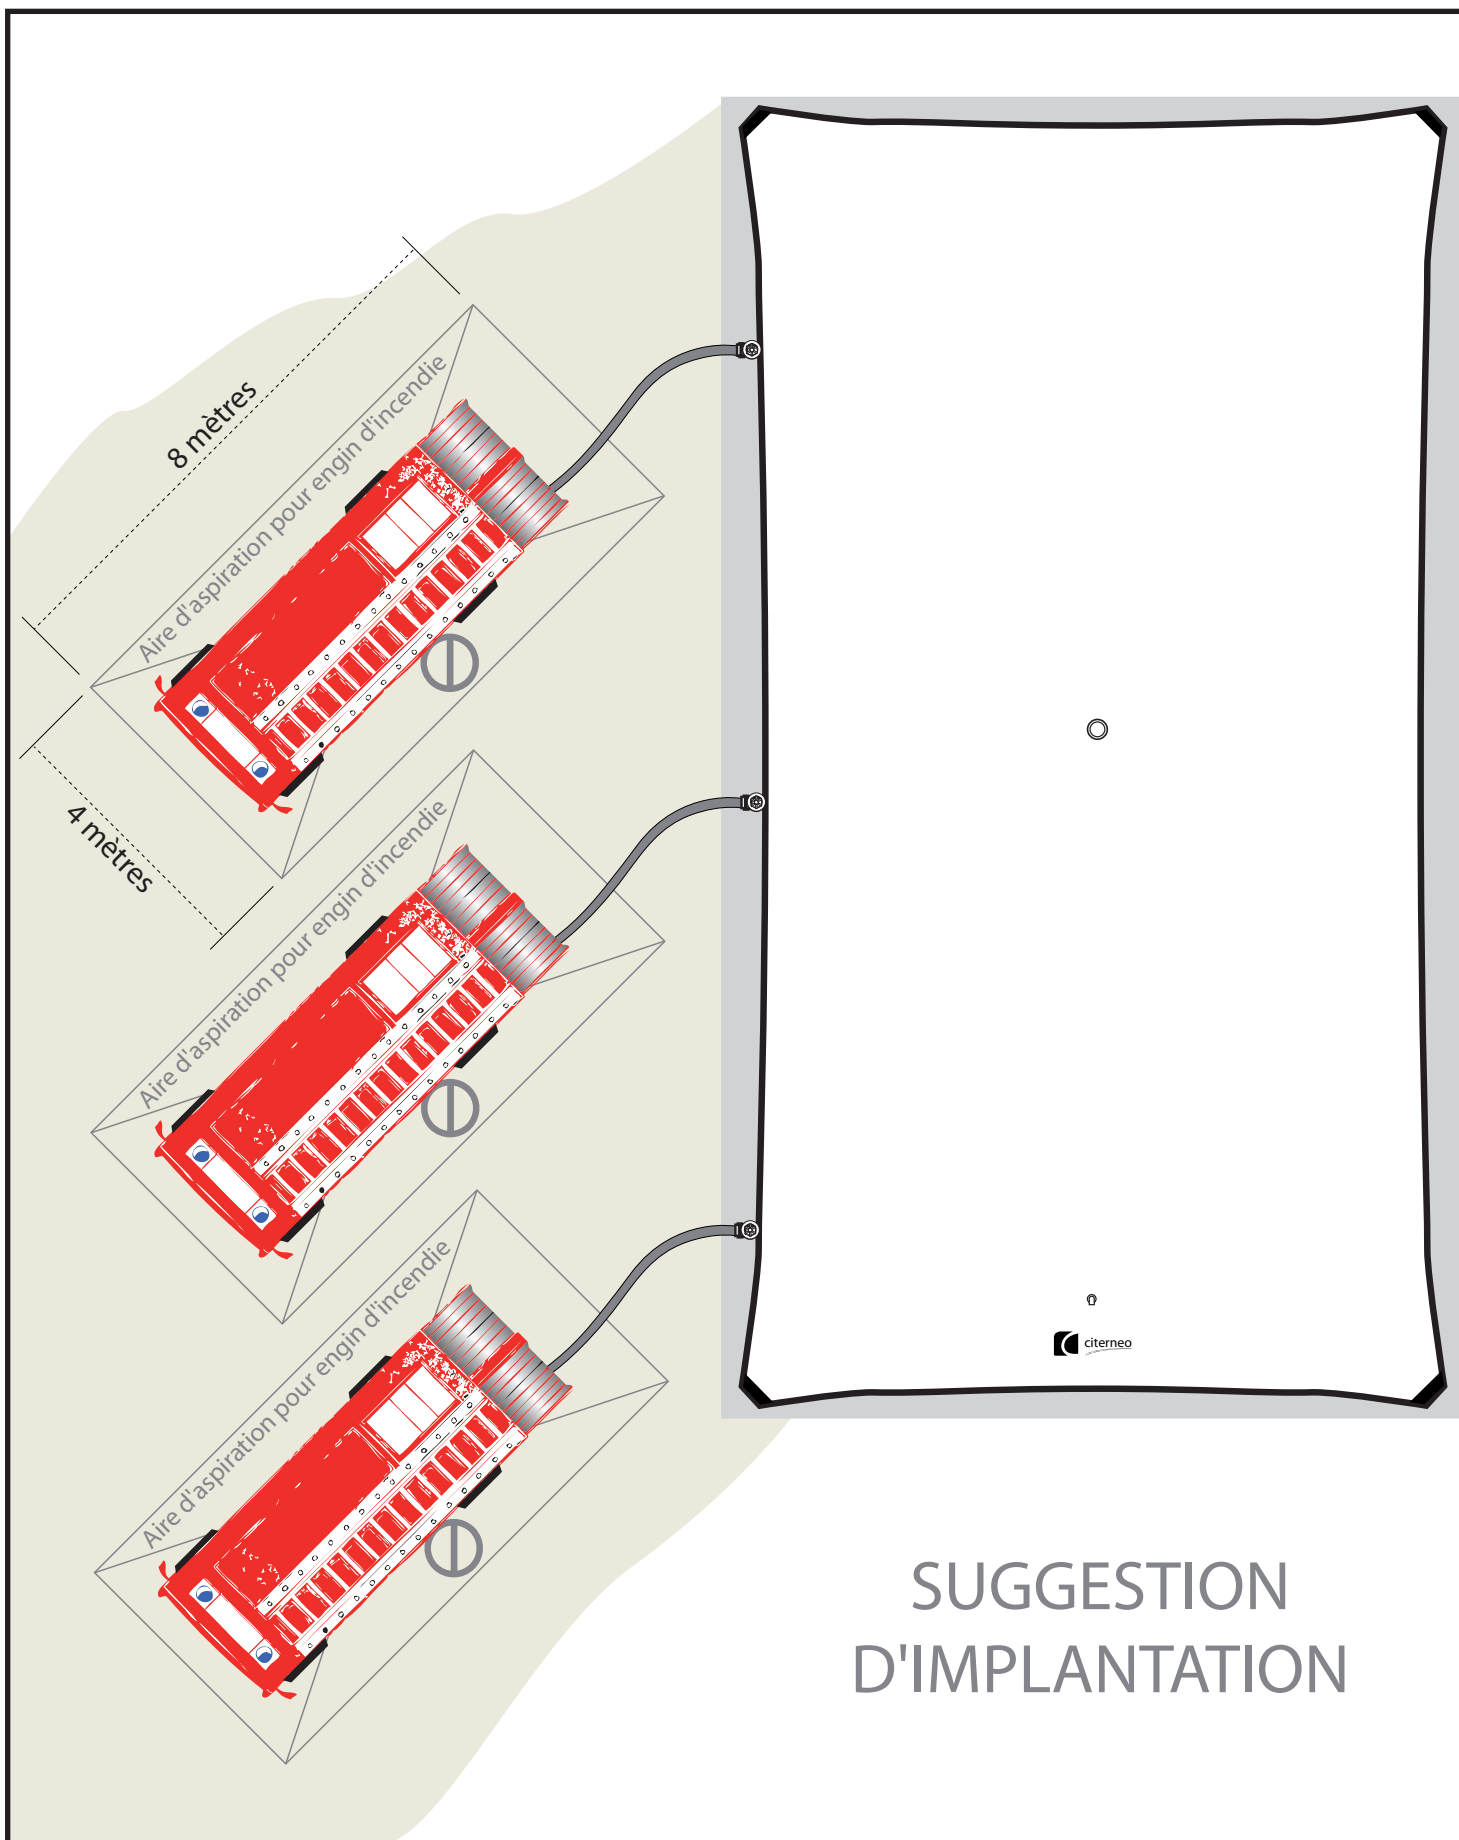 8 mètres
Aire d'aspiration pour engin d'incendie
4 mètres
Aire d'aspiration pour engin d'incendie
Aire d'aspiration pour engin d'incendie
citerneo
SUGGESTION
D'IMPLANTATION